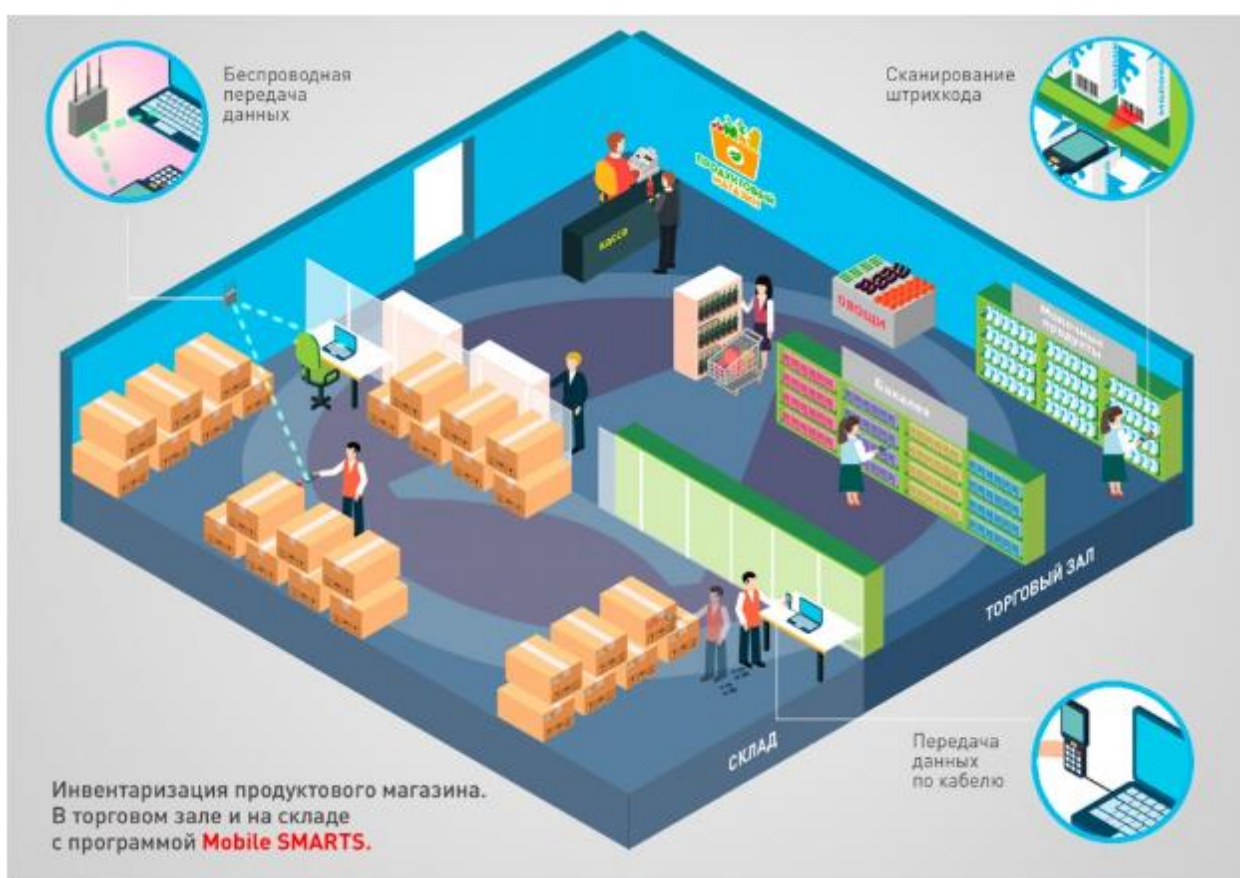 Беспроводная
передача
данных
Сканирование
штрихкода
ПРОДУКТОВЫЙ
МАГАЗИН
касса
ОВОЩИ
Молочные
продукты
Бакалея
ТОРГОВЫЙ ЗАЛ
СКЛАД
Передача
данных
по кабелю
Инвентаризация продуктового магазина.
В торговом зале и на складе
с программой Mobile SMARTS.